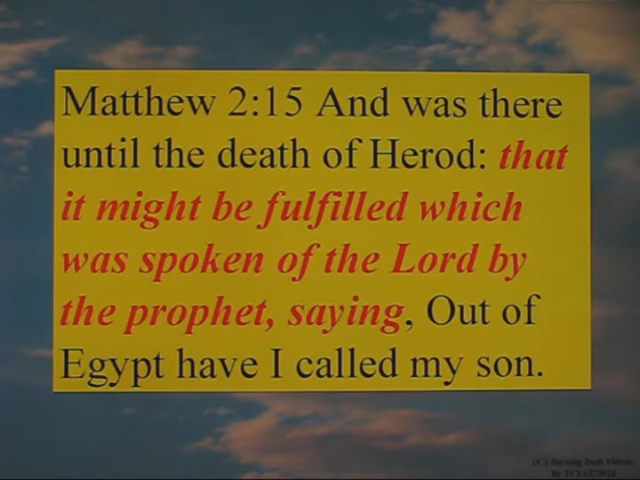 Matthew 2:15 And was there
until the death of Herod: that
it might be fulfilled which
was spoken of the Lord by
the prophet, saying, Out of
Egypt have I called my son.